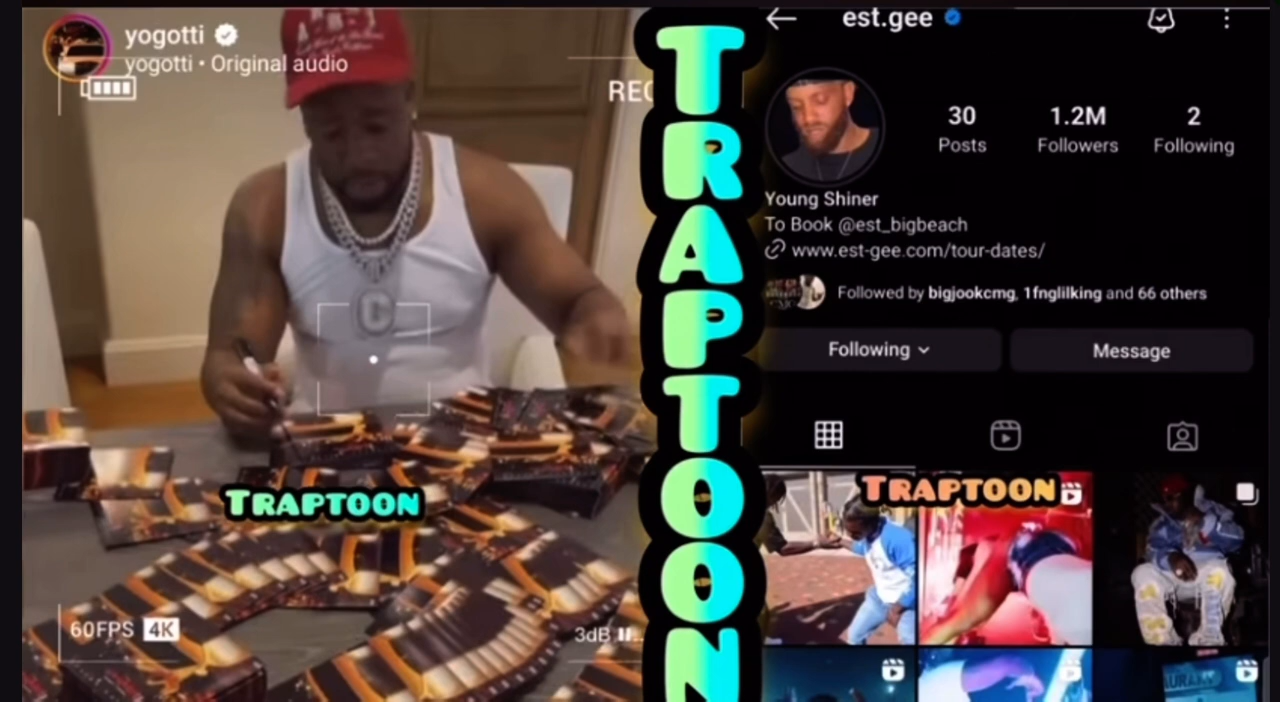 yogotti
yogotti • Original audio
REC
TRAPTOON
TRAPTOON
60FPS 4K
3dB
est.gee
30
Posts
1.2M
Followers
2
Following
Young Shiner
To Book @est_bigbeach
www.est-gee.com/tour-dates/
Followed by bigjookcmg, 1fnglilking and 66 others
Following
Message
TRAPTOON